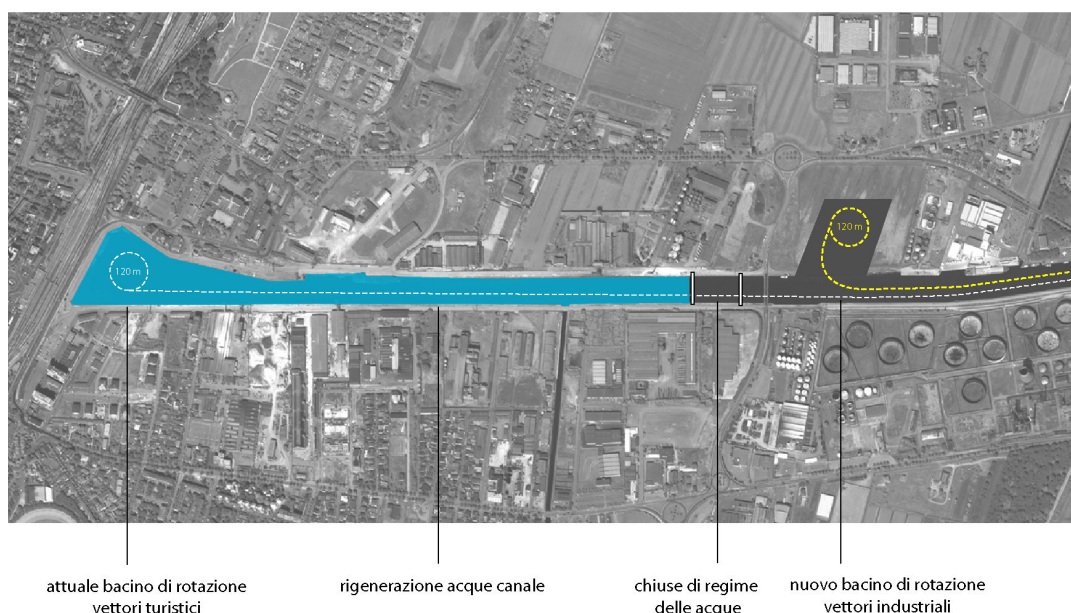 120 m
120 m
attuale bacino di rotazione
vettori turistici
rigenerazione acque canale
chiuse di regime
delle acque
nuovo bacino di rotazione
vettori industriali